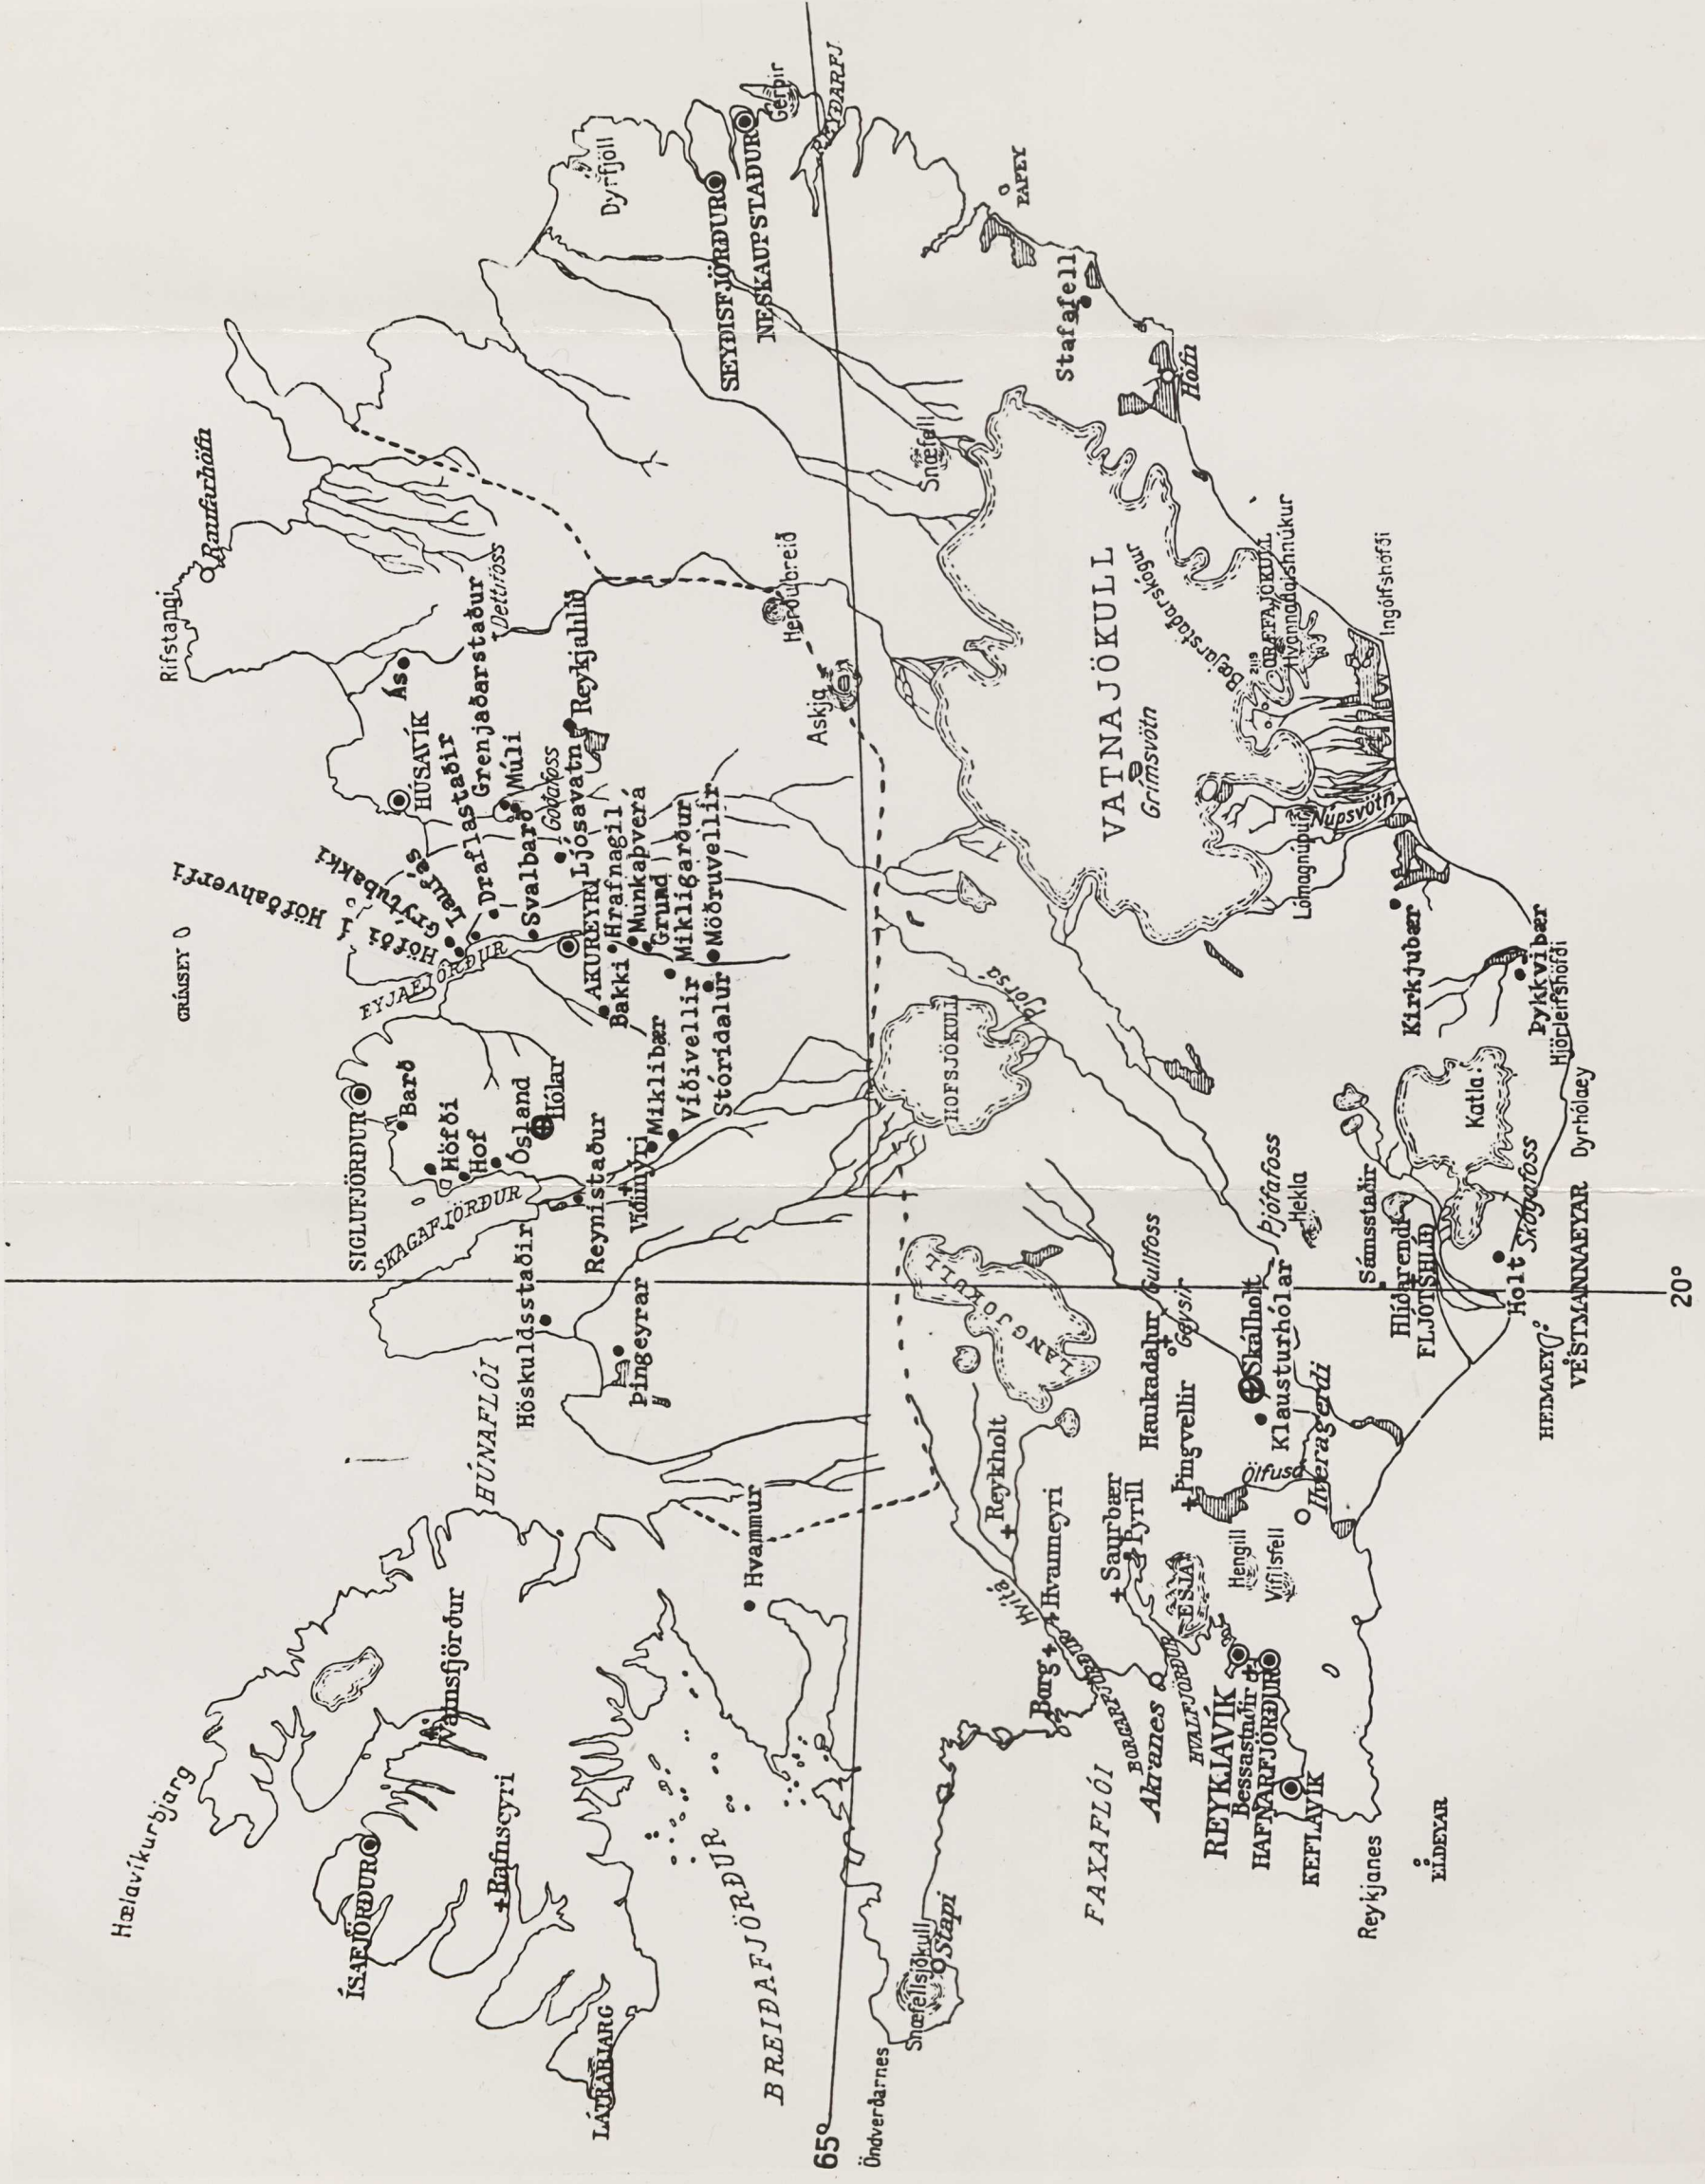 Hælavíkurbjarg
ÍSAFJÖRÐUR
Vatnsfjörður
Rafnseyri
LÁTRABJARG
BREIÐAFJÖRÐUR
Hvammur
HÚNAFLÓI
Höskuldsstaðir
Þingeyrar
SKAGAFJÖRÐUR
SIGLUFJÖRÐUR
Barð
Höfði
Hof
Ósland
Hólar
Reynistaður
Víðimýri
Miklibær
Víðivellir
Stóridalur
GRÍMSEY
EYJAFJÖRÐUR
Höfði í Höfðahverfi
Grýtubakki
Laufás
Draflastaðir
Svalbarð
AKUREYRI
Bakki
Hrafnagil
Munkaþverá
Grund
Mikligarður
Möðruvellir
Goðafoss
Ljósavatn
HÚSAVÍK
Grenjaðarstaður
Múli
Reykjahlíð
Ás
Dettifoss
Rifstangi
Raufarhöfn
Dyrfjöll
SEYÐISFJÖRÐUR
NESKAUPSTAÐUR
Gerpir
REYÐARFJ.
PAPEY
Stafafell
Höfn
Snæfell
Herðubreið
Askja
65°
Öndverðarnes
Snæfellsjökull
Stapi
FAXAFLÓI
Borg
BORGARFJÖRÐUR
Hvítá
Hvanneyri
Reykholt
Akranes
HVALFJÖRÐUR
Saurbær
Þyrill
ESJA
REYKJAVÍK
Bessastaðir
HAFNARFJÖRÐUR
KEFLAVÍK
Reykjanes
ELDEYAR
Hengill
Vífilsfell
Þingvellir
Ölfusá
Hveragerði
Haukadalur
Geysir
Gullfoss
Skálholt
Klausturhólar
LANGJÖKULL
HOFSJÖKULL
Þjórsá
Þjófafoss
Hekla
Sámsstaðir
Hlíðarendi
FLJÓTSHLÍÐ
Holt
Skógafoss
HEIMAEY
VESTMANNAEYAR
Dyrhólaey
Katla
Hjörleifshöfði
Þykkvibær
Kirkjubær
Lómagnúpur
Núpsvötn
VATNAJÖKULL
Grímsvötn
Bæjarstaðarskógur
2119
ÖRÆFAJÖKULL
Hvannadalshnúkur
Ingólfshöfði
20°